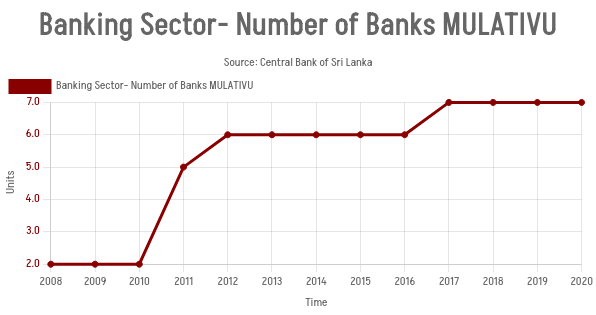 Banking Sector- Number of Banks MULATIVU
Source: Central Bank of Sri Lanka
Banking Sector- Number of Banks MULATIVU
7.0
6.0
5.0
4.0
3.0
2.0
Units
2008 2009 2010 2011 2012 2013 2014 2015 2016 2017 2018 2019 2020
Time